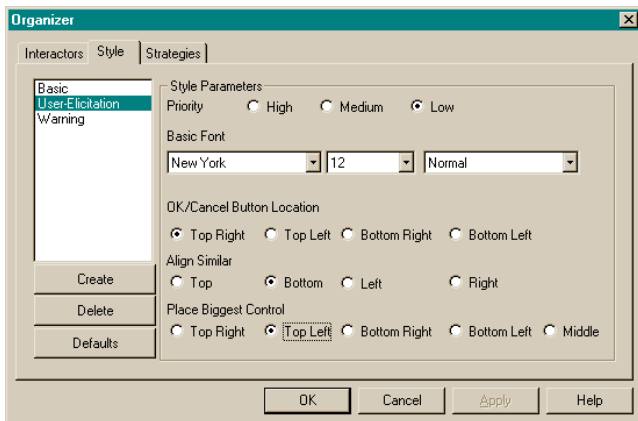 Organizer
Interactors Style Strategies
Basic
User-Elicitation
Warning
Create
Delete
Defaults
Style Parameters
Priority High Medium Low
Basic Font
New York 12 Normal
OK/Cancel Button Location
Top Right Top Left Bottom Right Bottom Left
Align Similar
Top Bottom Left Right
Place Biggest Control
Top Right Top Left Bottom Right Bottom Left Middle
OK Cancel Apply Help